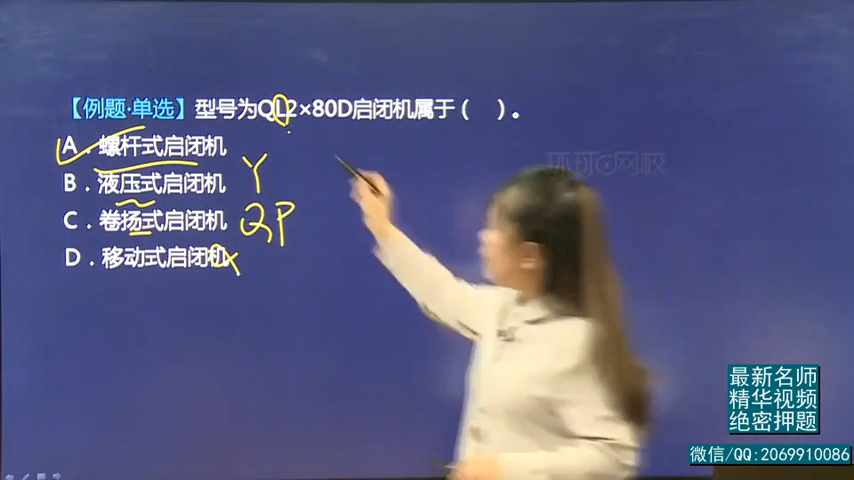 【例题·单选】型号为QL2×80D启闭机属于（ ）。
A．螺杆式启闭机
B．液压式启闭机 Y
C．卷扬式启闭机 QP
D．移动式启闭机
环球网校
最新名师
精华视频
绝密押题
微信/QQ:2069910086